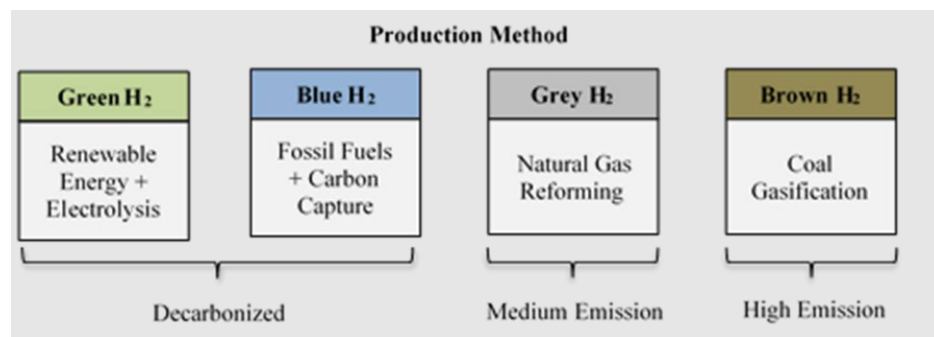 Production Method
Green H₂
Blue H₂
Grey H₂
Brown H₂
Renewable
Energy +
Electrolysis
Fossil Fuels
+ Carbon
Capture
Natural Gas
Reforming
Coal
Gasification
Decarbonized
Medium Emission
High Emission